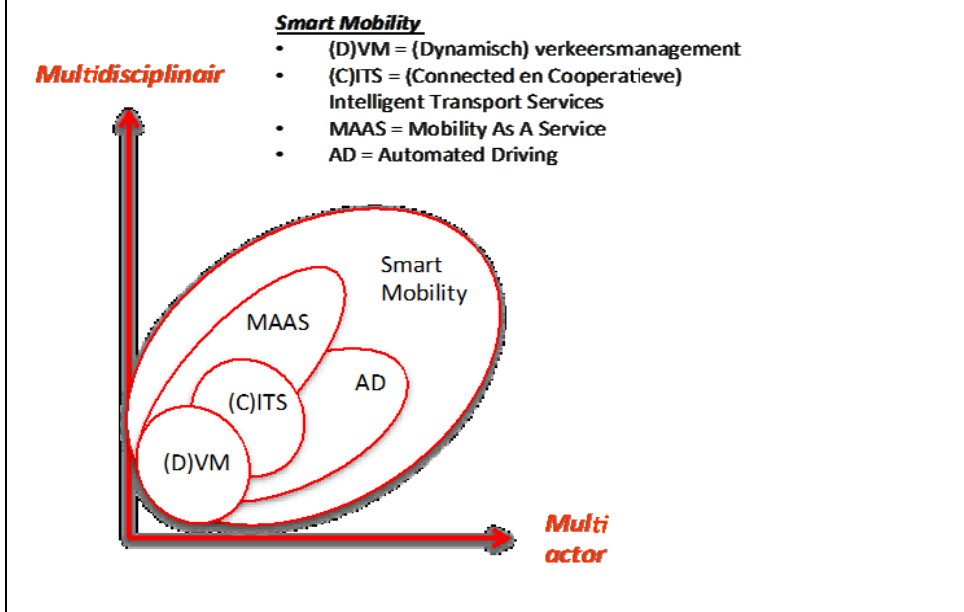 Smart Mobility
• (D)VM = (Dynamisch) verkeersmanagement
• (C)ITS = (Connected en Cooperatieve)
Intelligent Transport Services
• MAAS = Mobility As A Service
• AD = Automated Driving
Multidisciplinair
Smart
Mobility
MAAS
AD
(C)ITS
(D)VM
Multi
actor